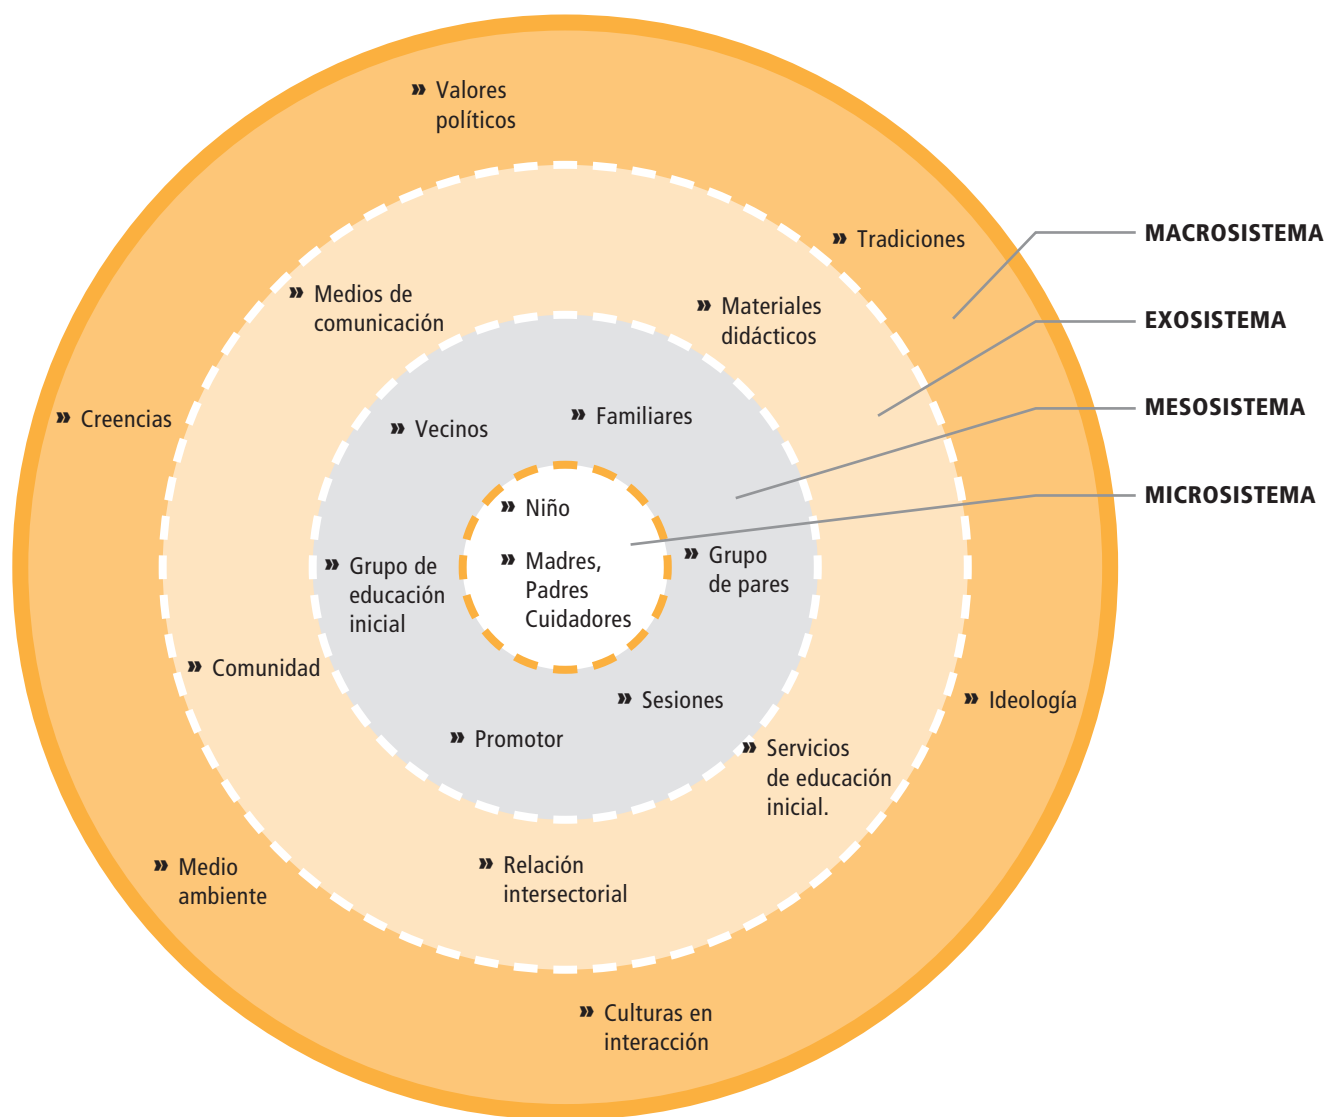 » Valores
políticos
» Tradiciones
MACROSISTEMA
» Medios de
comunicación
» Materiales
didácticos
EXOSISTEMA
» Creencias
» Vecinos
» Familiares
MESOSISTEMA
» Niño
MICROSISTEMA
» Madres,
Padres
Cuidadores
» Grupo de
educación
inicial
» Grupo
de pares
» Comunidad
» Sesiones
» Ideología
» Promotor
» Servicios
de educación
inicial.
» Medio
ambiente
» Relación
intersectorial
» Culturas en
interacción